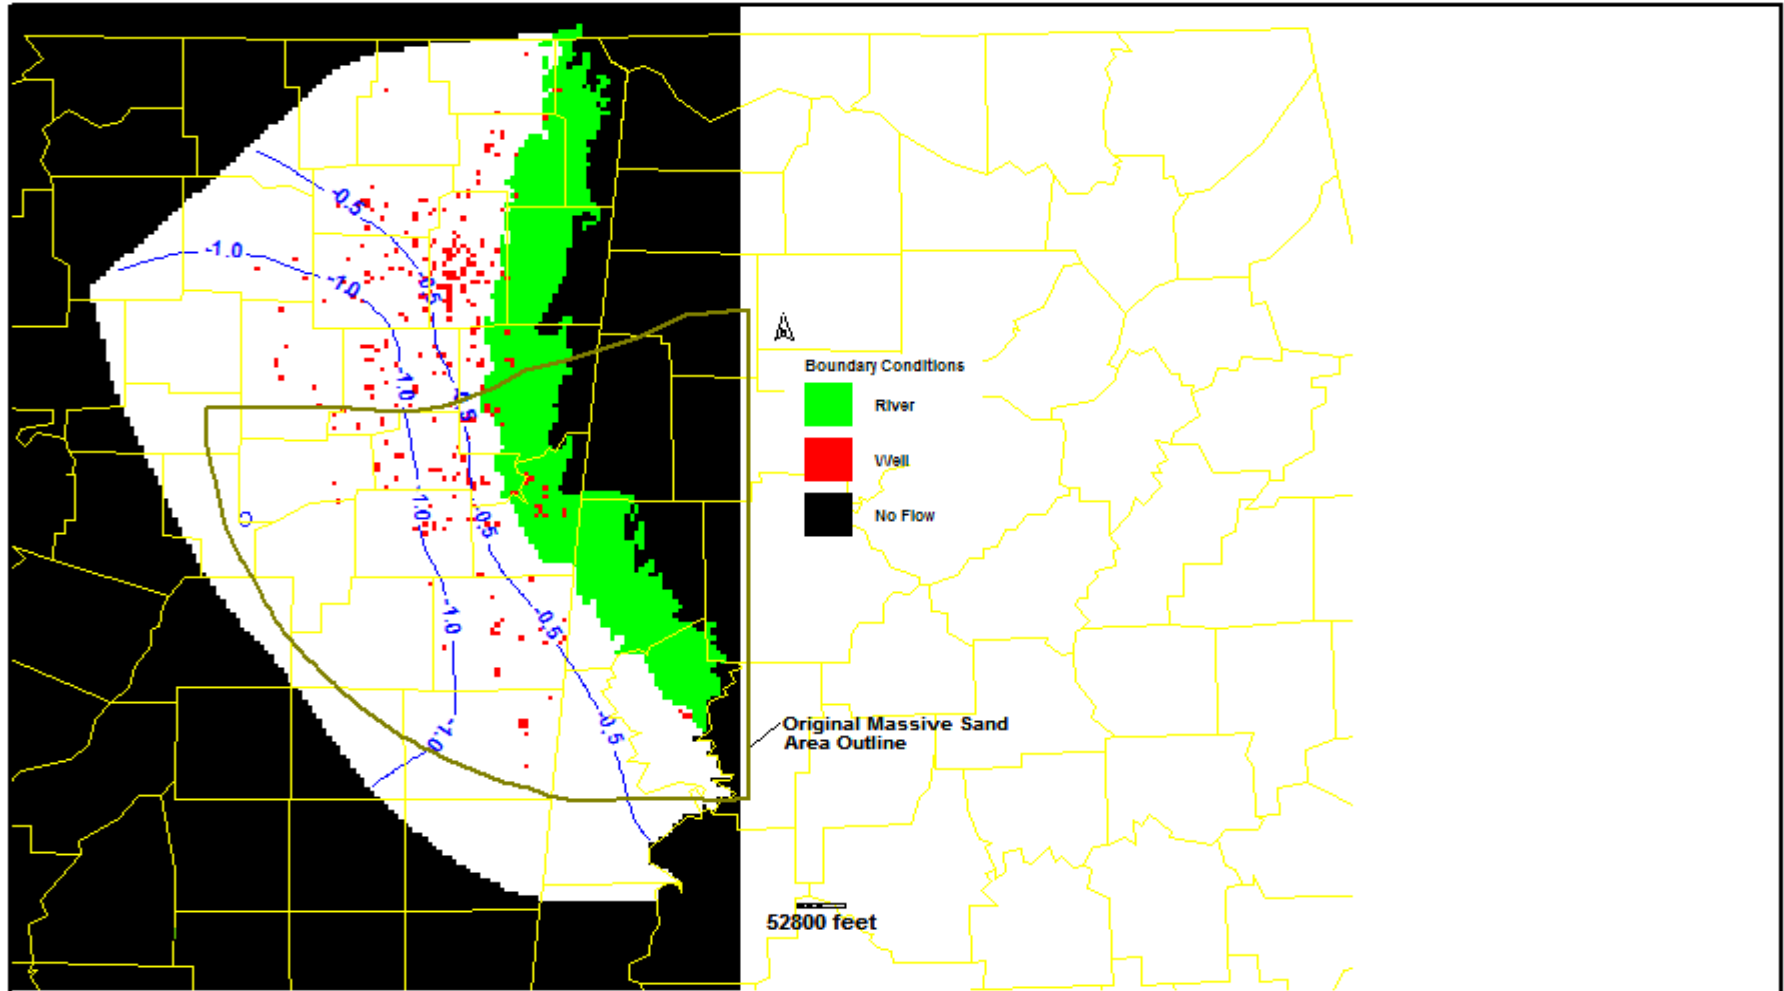 -0.5
-1.0
-1.0
-0.5
-1.0
-0.5
Boundary Conditions
River
Well
No Flow
-1.0
-0.5
-1.0
-0.5
-1.0
-0.5
Original Massive Sand
Area Outline
52800 feet